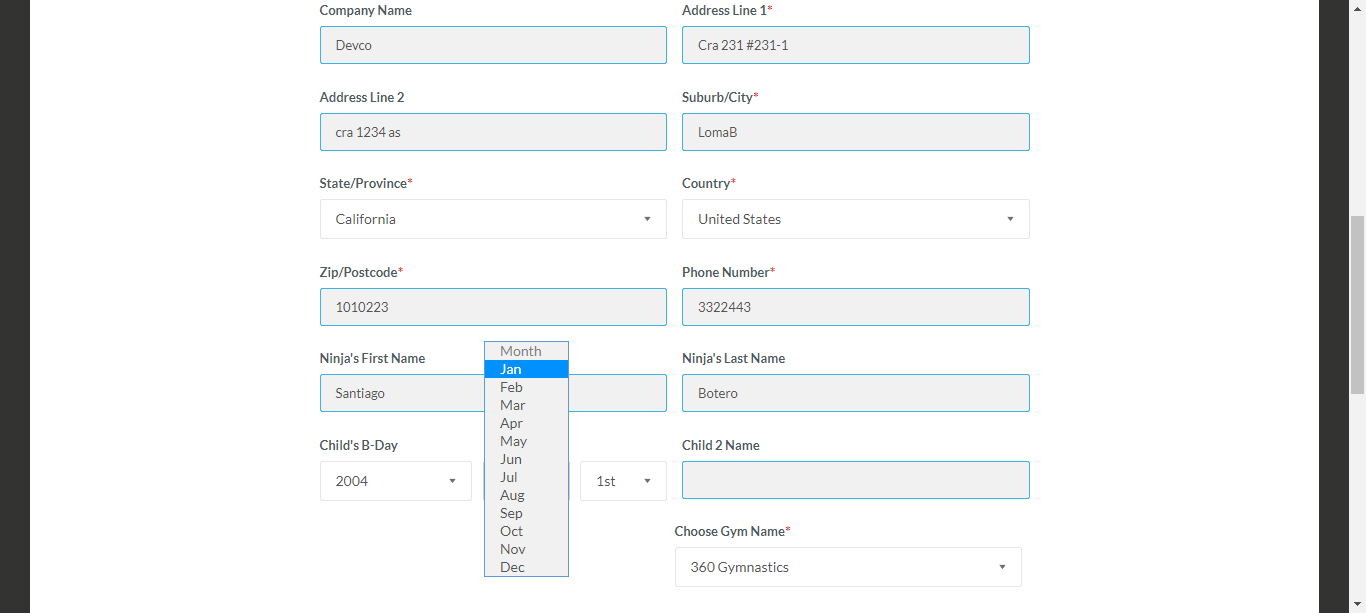 Company Name
Address Line 1*
Devco
Cra 231 #231-1
Address Line 2
Suburb/City*
cra 1234 as
LomaB
State/Province*
Country*
California
United States
Zip/Postcode*
Phone Number*
1010223
3322443
Ninja's First Name
Ninja's Last Name
Santiago
Botero
Child's B-Day
Child 2 Name
2004
Month
Jan
Feb
Mar
Apr
May
Jun
Jul
Aug
Sep
Oct
Nov
Dec
1st
Choose Gym Name*
360 Gymnastics